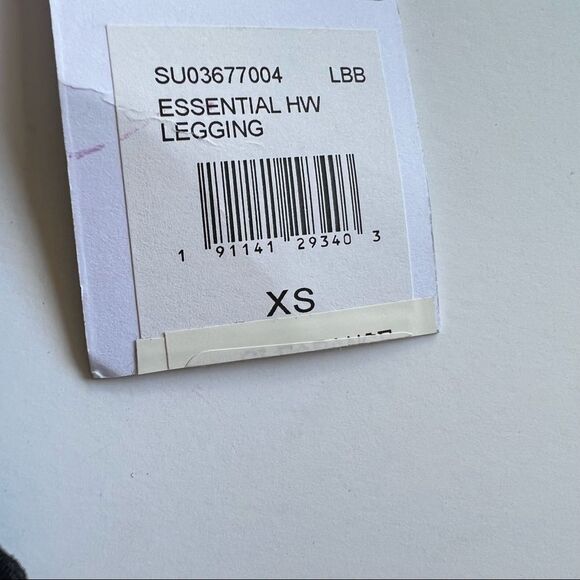 SU03677004 LBB
ESSENTIAL HW
LEGGING
1 91141 29340 3
XS